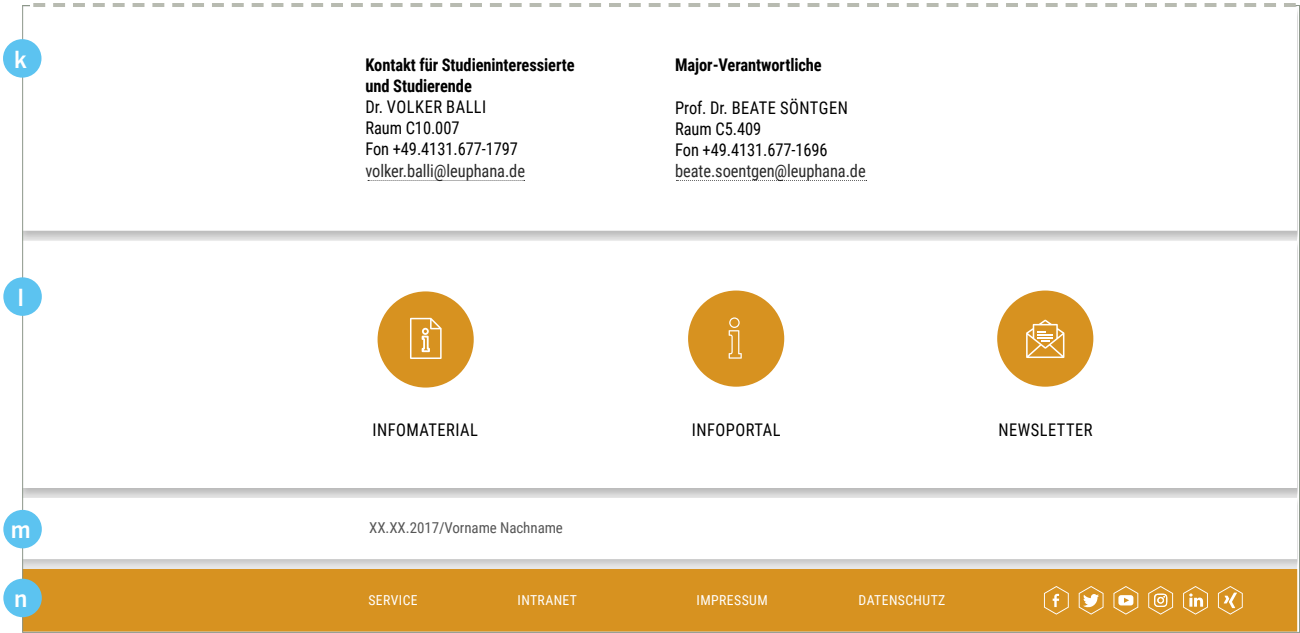 k
Kontakt für Studieninteressierte
und Studierende
Dr. VOLKER BALLI
Raum C10.007
Fon +49.4131.677-1797
volker.balli@leuphana.de
Major-Verantwortliche
Prof. Dr. BEATE SÖNTGEN
Raum C5.409
Fon +49.4131.677-1696
beate.soentgen@leuphana.de
l
INFOMATERIAL
INFOPORTAL
NEWSLETTER
m
XX.XX.2017/Vorname Nachname
n
SERVICE INTRANET IMPRESSUM DATENSCHUTZ